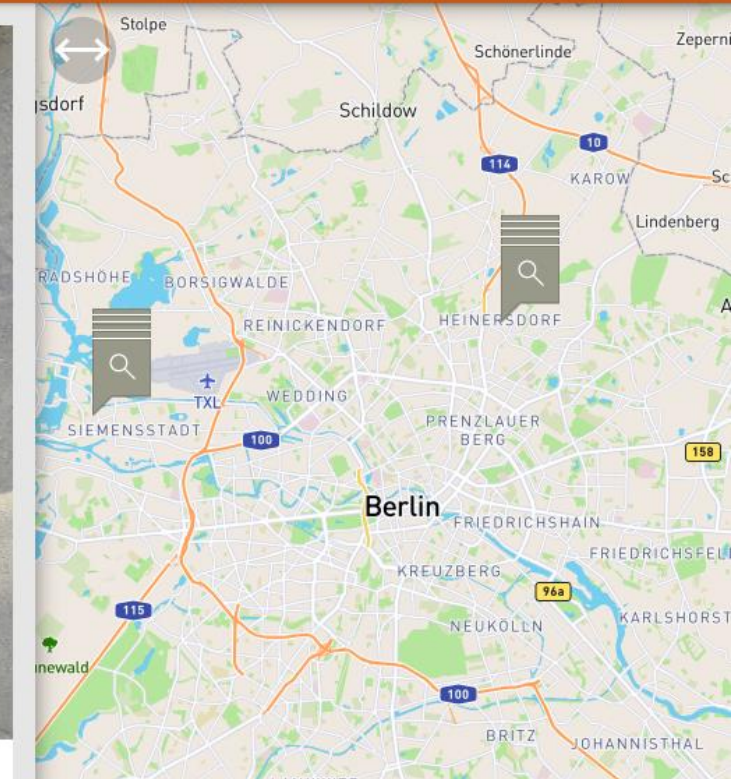 Stolpe
Schönerlinde
Zeperni
gsdorf
Schildow
10
114
KAROW
Sc
Lindenberg
RADSHÖHE
BORSIGWALDE
A
REINICKENDORF
HEINERSDORF
TXL
WEDDING
SIEMENSSTADT
100
PRENZLAUER
BERG
158
Berlin
FRIEDRICHSHAIN
FRIEDRICHSFEL
KREUZBERG
96a
115
NEUKÖLLN
KARLSHORST
unewald
100
BRITZ
JOHANNISTHAL